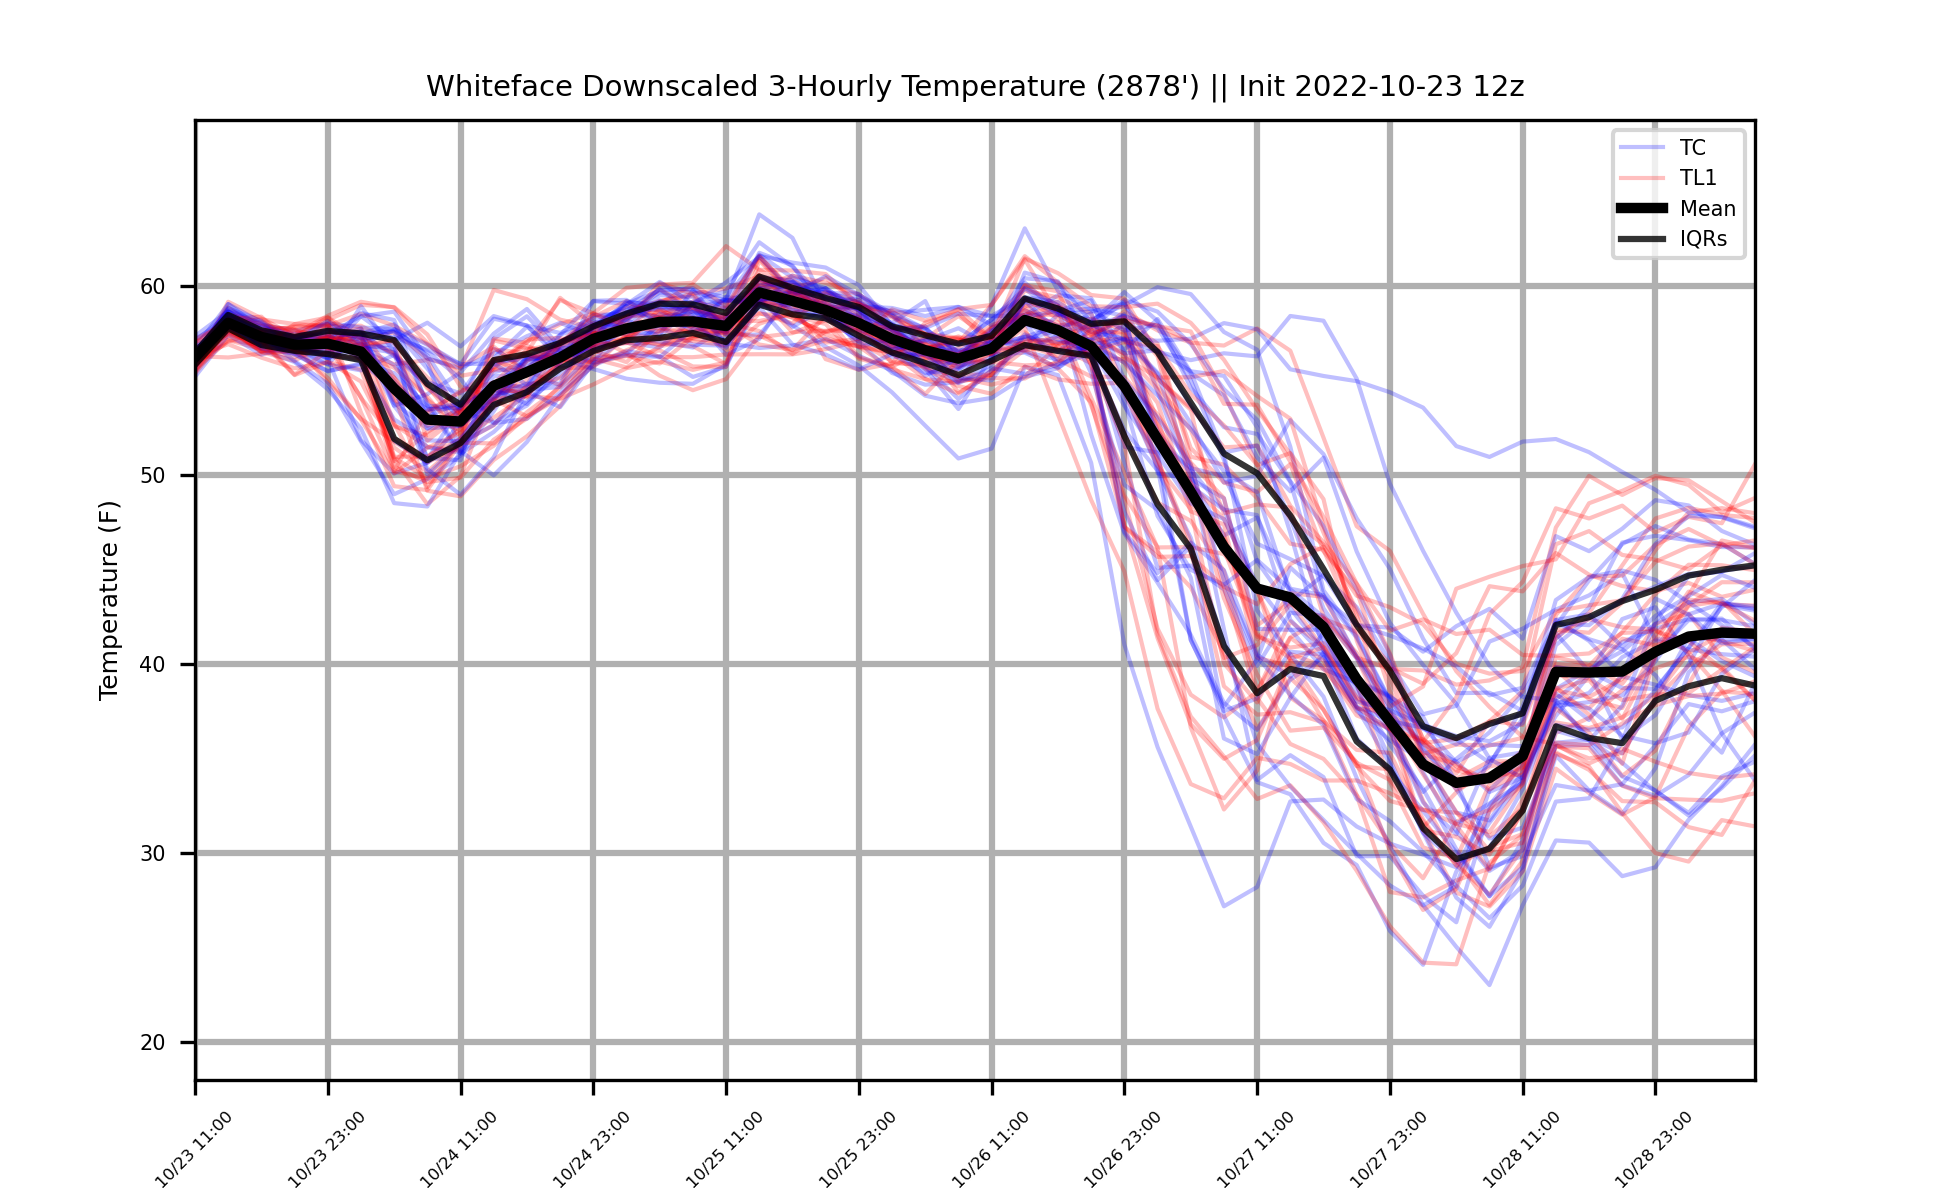 Whiteface Downscaled 3-Hourly Temperature (2878') || Init 2022-10-23 12z
TC
TL1
Mean
IQRs
Temperature (F)
60
50
40
30
20
10/23 11:00
10/23 23:00
10/24 11:00
10/24 23:00
10/25 11:00
10/25 23:00
10/26 11:00
10/26 23:00
10/27 11:00
10/27 23:00
10/28 11:00
10/28 23:00